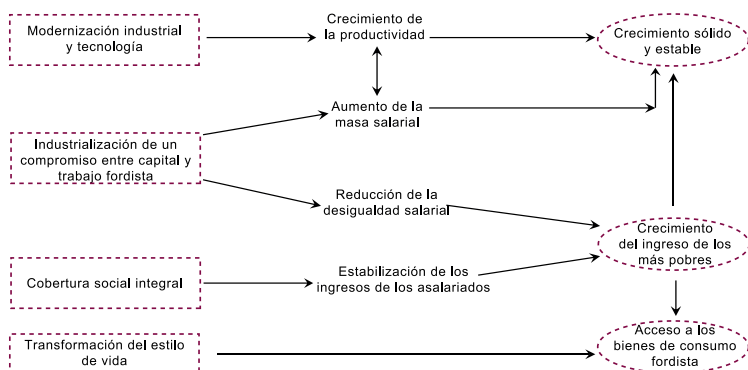 Modernización industrial
y tecnología
Crecimiento de
la productividad
Crecimiento sólido
y estable
Aumento de la
masa salarial
Industrialización de un
compromiso entre capital y
trabajo fordista
Reducción de la
desigualdad salarial
Crecimiento
del ingreso de los
más pobres
Cobertura social integral
Estabilización de los
ingresos de los asalariados
Transformación del estilo
de vida
Acceso a los
bienes de consumo
fordista